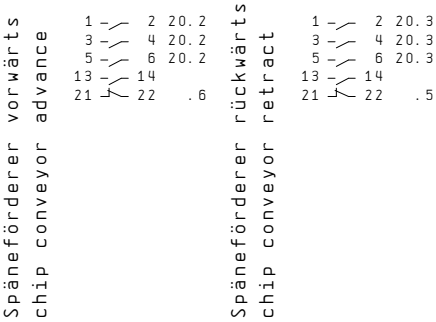 Späneförderer vorwärts
chip conveyor advance
1 2 20.2
3 4 20.2
5 6 20.2
13 14
21 22 .6
Späneförderer rückwärts
chip conveyor retract
1 2 20.3
3 4 20.3
5 6 20.3
13 14
21 22 .5